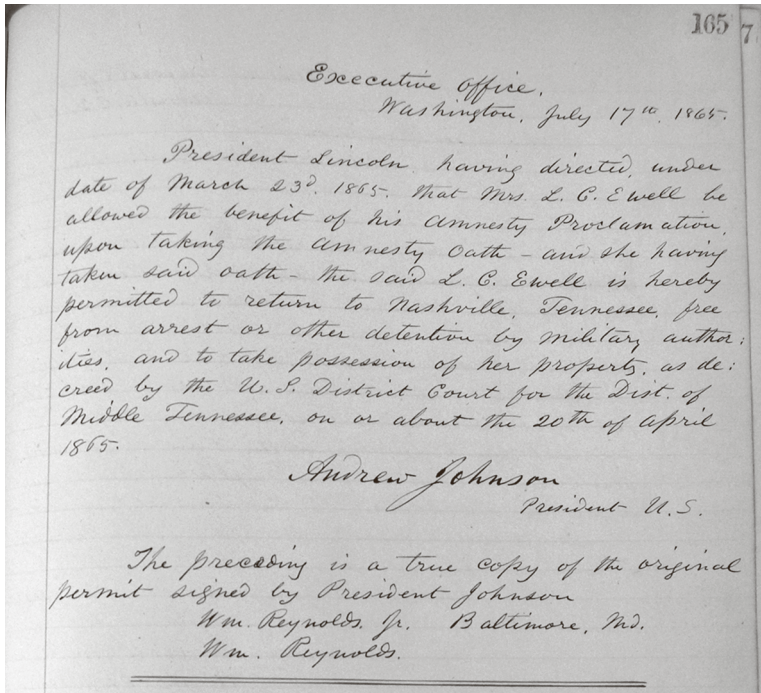 165 7
Executive Office.
Washington, July 17th, 1865.
President Lincoln having directed, under
date of March 23d, 1865, that Mrs. L. C. Ewell be
allowed the benefit of his Amnesty Proclamation,
upon taking the Amnesty Oath - and she having
taken said oath - the said L. C. Ewell is hereby
permitted to return to Nashville, Tennessee, free
from arrest or other detention by military author:
ities, and to take possession of her property, as de:
creed by the U. S. District Court for the Dist. of
Middle Tennessee, on or about the 20th of April
1865.
Andrew Johnson
President U. S.
The preceding is a true copy of the original
permit signed by President Johnson
Wm. Reynolds. Jr. Baltimore, Md.
Wm. Reynolds.